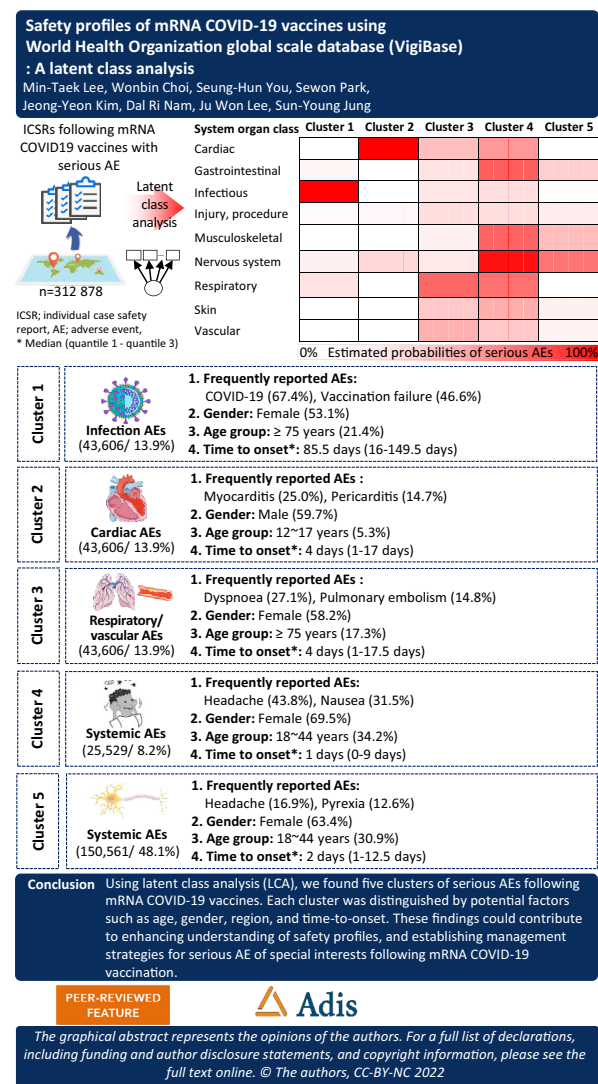 Safety profiles of mRNA COVID-19 vaccines using
World Health Organization global scale database (VigiBase)
: A latent class analysis
Min-Taek Lee, Wonbin Choi, Seung-Hun You, Sewon Park,
Jeong-Yeon Kim, Dal Ri Nam, Ju Won Lee, Sun-Young Jung
ICSRs following mRNA
COVID19 vaccines with
serious AE
Latent
class
analysis
n=312 878
ICSR; individual case safety
report, AE; adverse event,
* Median (quantile 1 - quantile 3)
System organ class Cluster 1 Cluster 2 Cluster 3 Cluster 4 Cluster 5
Cardiac
Gastrointestinal
Infectious
Injury, procedure
Musculoskeletal
Nervous system
Respiratory
Skin
Vascular
0% Estimated probabilities of serious AEs 100%
Cluster 1
Infection AEs
(43,606/ 13.9%)
1. Frequently reported AEs:
COVID-19 (67.4%), Vaccination failure (46.6%)
2. Gender: Female (53.1%)
3. Age group: ≥ 75 years (21.4%)
4. Time to onset*: 85.5 days (16-149.5 days)
Cluster 2
Cardiac AEs
(43,606/ 13.9%)
1. Frequently reported AEs :
Myocarditis (25.0%), Pericarditis (14.7%)
2. Gender: Male (59.7%)
3. Age group: 12~17 years (5.3%)
4. Time to onset*: 4 days (1-17 days)
Cluster 3
Respiratory/
vascular AEs
(43,606/ 13.9%)
1. Frequently reported AEs :
Dyspnoea (27.1%), Pulmonary embolism (14.8%)
2. Gender: Female (58.2%)
3. Age group: ≥ 75 years (17.3%)
4. Time to onset*: 4 days (1-17.5 days)
Cluster 4
Systemic AEs
(25,529/ 8.2%)
1. Frequently reported AEs:
Headache (43.8%), Nausea (31.5%)
2. Gender: Female (69.5%)
3. Age group: 18~44 years (34.2%)
4. Time to onset*: 1 days (0-9 days)
Cluster 5
Systemic AEs
(150,561/ 48.1%)
1. Frequently reported AEs:
Headache (16.9%), Pyrexia (12.6%)
2. Gender: Female (63.4%)
3. Age group: 18~44 years (30.9%)
4. Time to onset*: 2 days (1-12.5 days)
Conclusion Using latent class analysis (LCA), we found five clusters of serious AEs following
mRNA COVID-19 vaccines. Each cluster was distinguished by potential factors
such as age, gender, region, and time-to-onset. These findings could contribute
to enhancing understanding of safety profiles, and establishing management
strategies for serious AE of special interests following mRNA COVID-19
vaccination.
PEER-REVIEWED
FEATURE
Adis
The graphical abstract represents the opinions of the authors. For a full list of declarations,
including funding and author disclosure statements, and copyright information, please see the
full text online. © The authors, CC-BY-NC 2022